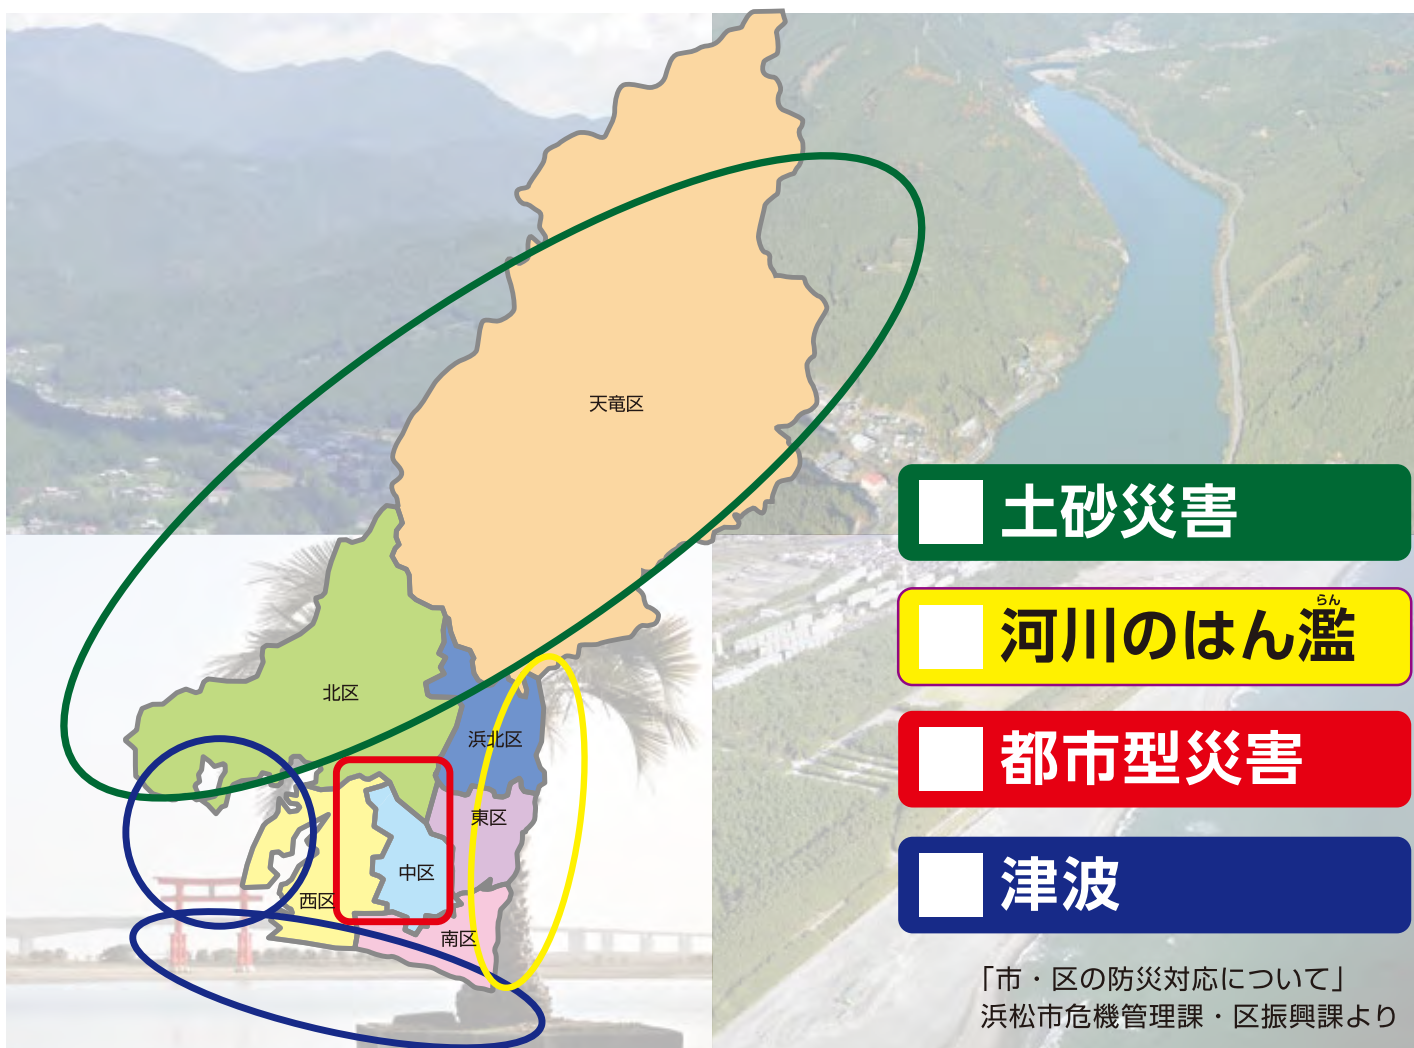 天竜区
北区
浜北区
東区
中区
西区
南区
土砂災害
らん
河川のはん濫
都市型災害
津波
「市・区の防災対応について」
浜松市危機管理課・区振興課より